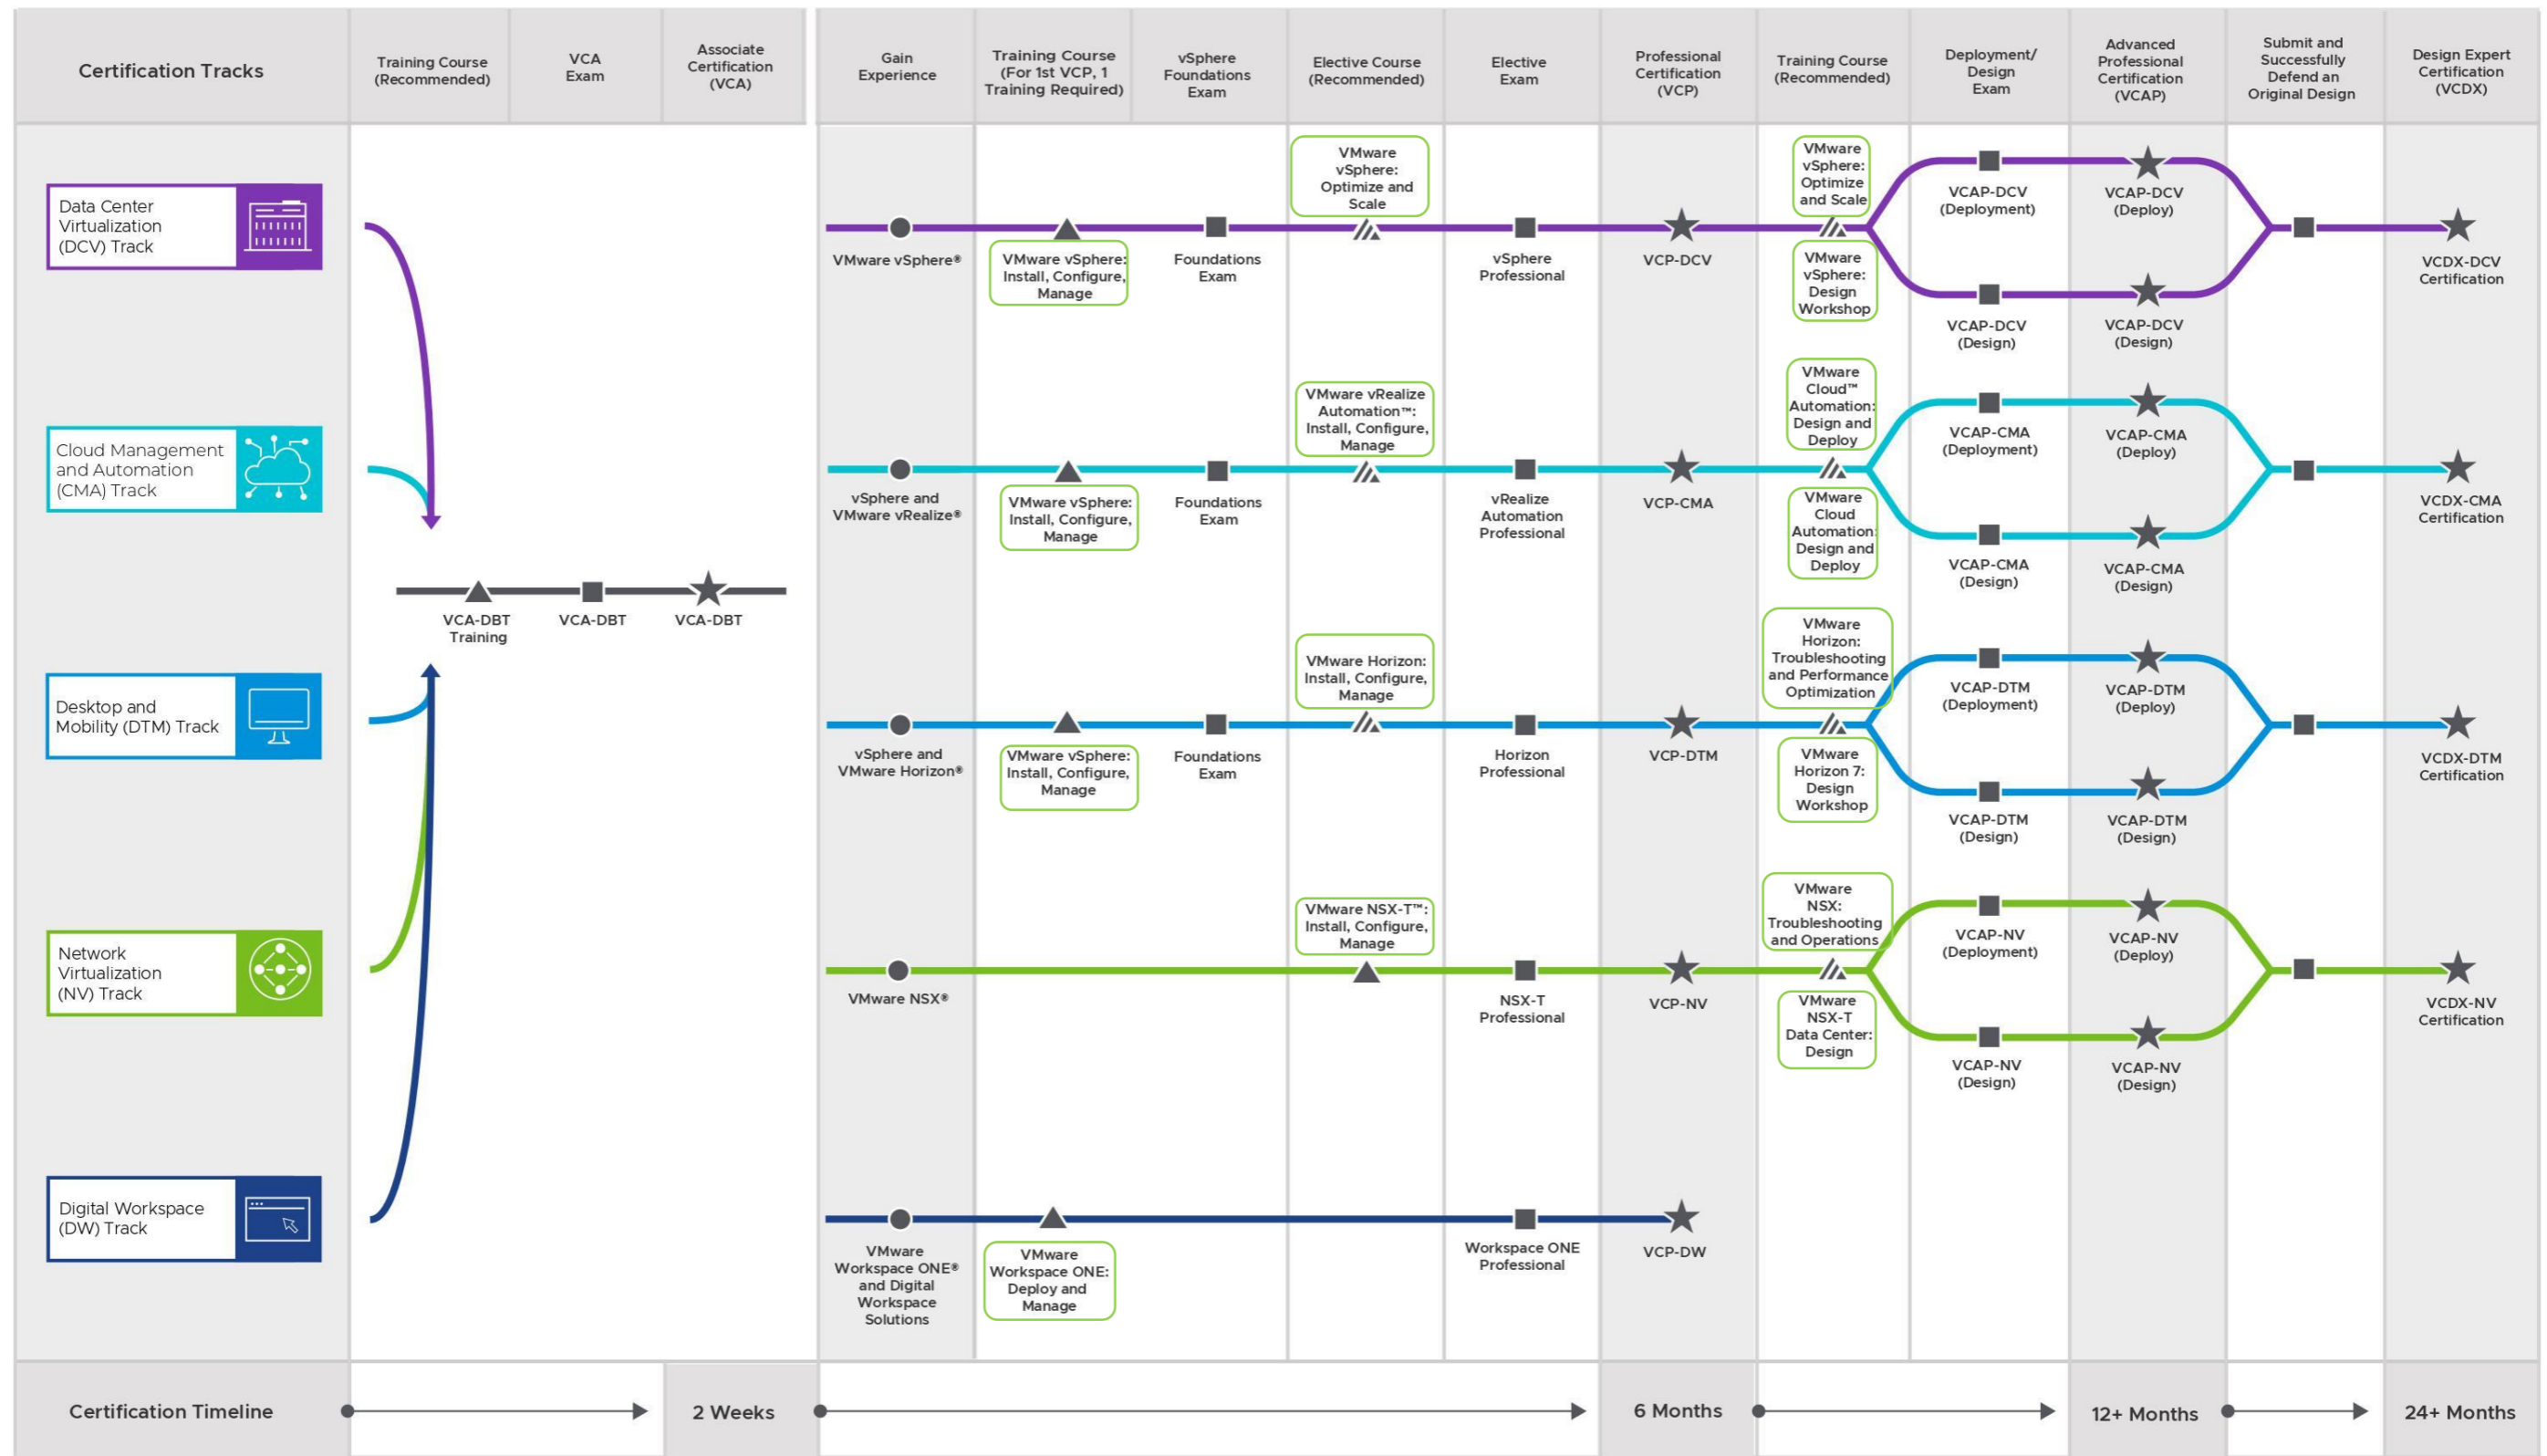 Certification Tracks
Training Course
(Recommended)
VCA
Exam
Associate
Certification
(VCA)
Gain
Experience
Training Course
(For 1st VCP, 1
Training Required)
vSphere
Foundations
Exam
Elective Course
(Recommended)
Elective
Exam
Professional
Certification
(VCP)
Training Course
(Recommended)
Deployment/
Design
Exam
Advanced
Professional
Certification
(VCAP)
Submit and
Successfully
Defend an
Original Design
Design Expert
Certification
(VCDX)
Data Center
Virtualization
(DCV) Track
VMware vSphere®
VMware vSphere:
Install, Configure,
Manage
Foundations
Exam
VMware
vSphere:
Optimize and
Scale
vSphere
Professional
VCP-DCV
VMware
vSphere:
Optimize
and Scale
VMware
vSphere:
Design
Workshop
VCAP-DCV
(Deployment)
VCAP-DCV
(Deploy)
VCAP-DCV
(Design)
VCAP-DCV
(Design)
VCDX-DCV
Certification
Cloud Management
and Automation
(CMA) Track
vSphere and
VMware vRealize®
VMware vSphere:
Install, Configure,
Manage
Foundations
Exam
VMware vRealize
Automation™:
Install, Configure,
Manage
vRealize
Automation
Professional
VCP-CMA
VMware
Cloud™
Automation:
Design and
Deploy
VMware
Cloud
Automation:
Design and
Deploy
VCAP-CMA
(Deployment)
VCAP-CMA
(Deploy)
VCAP-CMA
(Design)
VCAP-CMA
(Design)
VCDX-CMA
Certification
VCA-DBT
Training
VCA-DBT
VCA-DBT
Desktop and
Mobility (DTM) Track
vSphere and
VMware Horizon®
VMware vSphere:
Install, Configure,
Manage
Foundations
Exam
VMware Horizon:
Install, Configure,
Manage
Horizon
Professional
VCP-DTM
VMware
Horizon:
Troubleshooting
and Performance
Optimization
VMware
Horizon 7:
Design
Workshop
VCAP-DTM
(Deployment)
VCAP-DTM
(Deploy)
VCAP-DTM
(Design)
VCAP-DTM
(Design)
VCDX-DTM
Certification
Network
Virtualization
(NV) Track
VMware NSX®
VMware NSX-T™:
Install, Configure,
Manage
NSX-T
Professional
VCP-NV
VMware
NSX:
Troubleshooting
and Operations
VMware
NSX-T
Data Center:
Design
VCAP-NV
(Deployment)
VCAP-NV
(Deploy)
VCAP-NV
(Design)
VCAP-NV
(Design)
VCDX-NV
Certification
Digital Workspace
(DW) Track
VMware
Workspace ONE®
and Digital
Workspace
Solutions
VMware
Workspace ONE:
Deploy and
Manage
Workspace ONE
Professional
VCP-DW
Certification Timeline
2 Weeks
6 Months
12+ Months
24+ Months